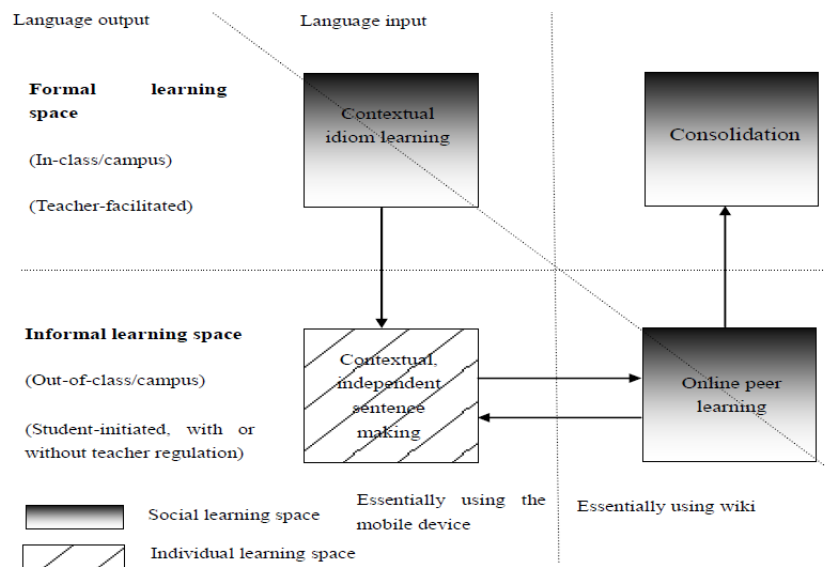 Language output
Language input
Formal learning
space
(In-class/campus)
(Teacher-facilitated)
Contextual
idiom learning
Consolidation
Informal learning space
(Out-of-class/campus)
(Student-initiated, with or
without teacher regulation)
Contextual,
independent
sentence
making
Online peer
learning
Social learning space
Individual learning space
Essentially using the
mobile device
Essentially using wiki